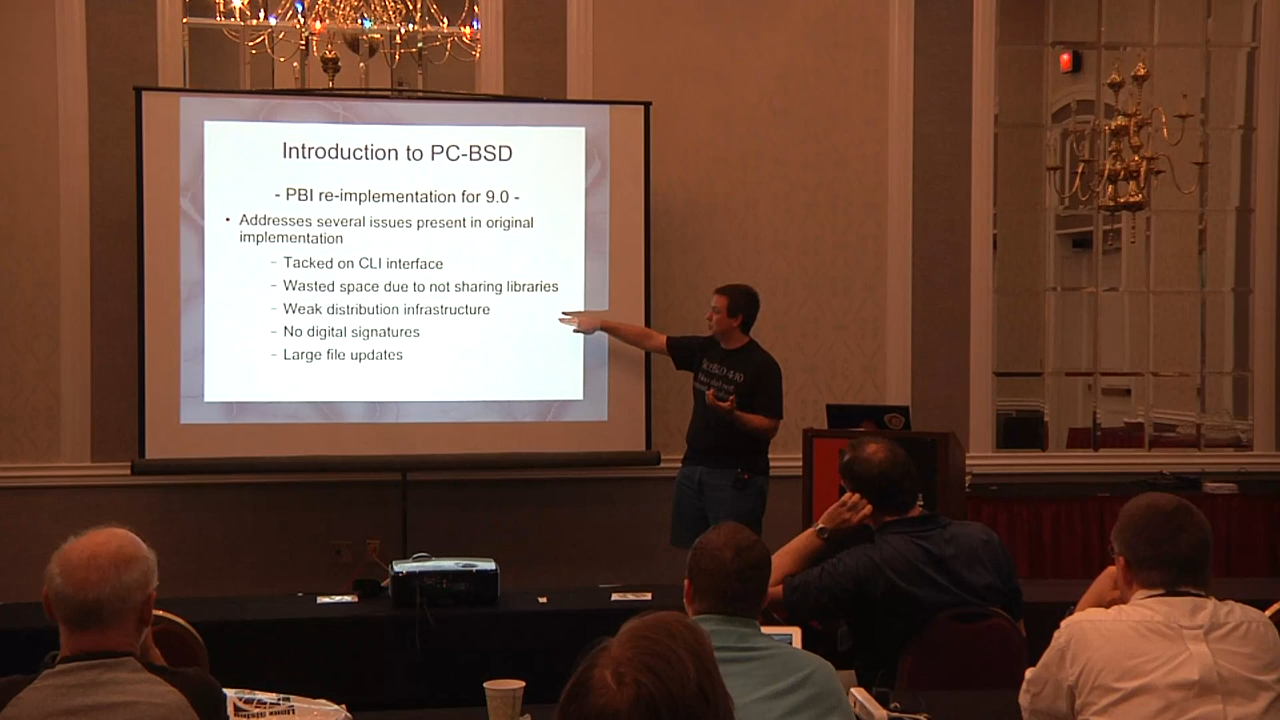 Introduction to PC-BSD
- PBI re-implementation for 9.0 -
• Addresses several issues present in original
implementation
– Tacked on CLI interface
– Wasted space due to not sharing libraries
– Weak distribution infrastructure
– No digital signatures
– Large file updates